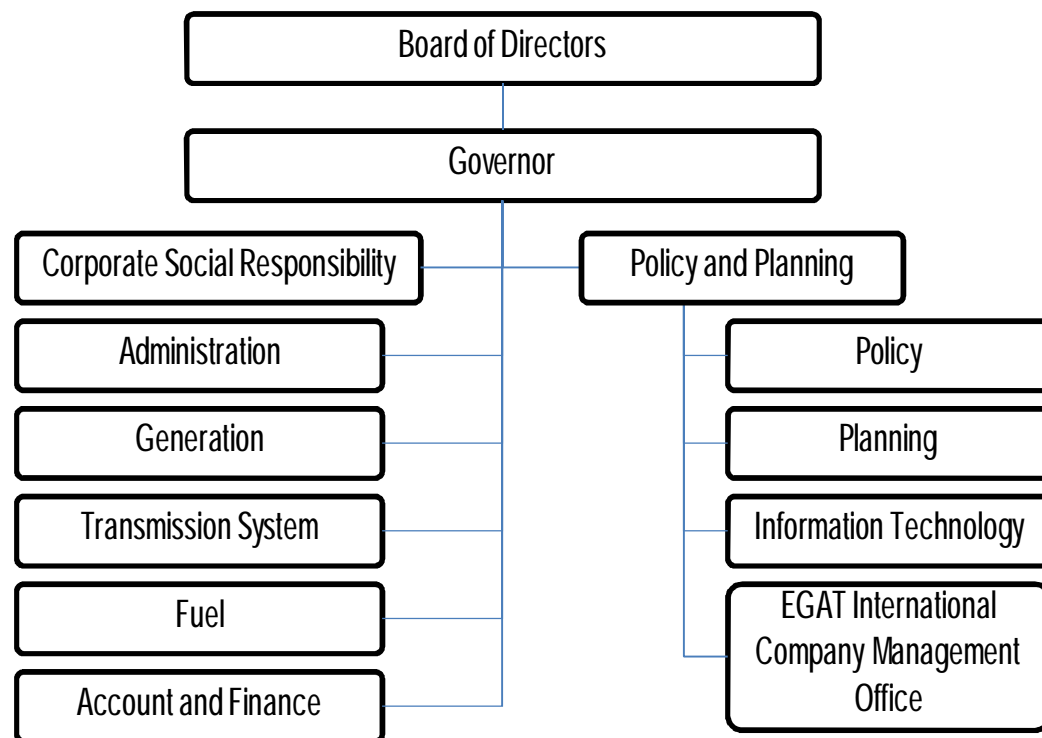 Board of Directors
Governor
Corporate Social Responsibility
Policy and Planning
Administration
Policy
Generation
Planning
Transmission System
Information Technology
Fuel
EGAT International
Company Management
Office
Account and Finance